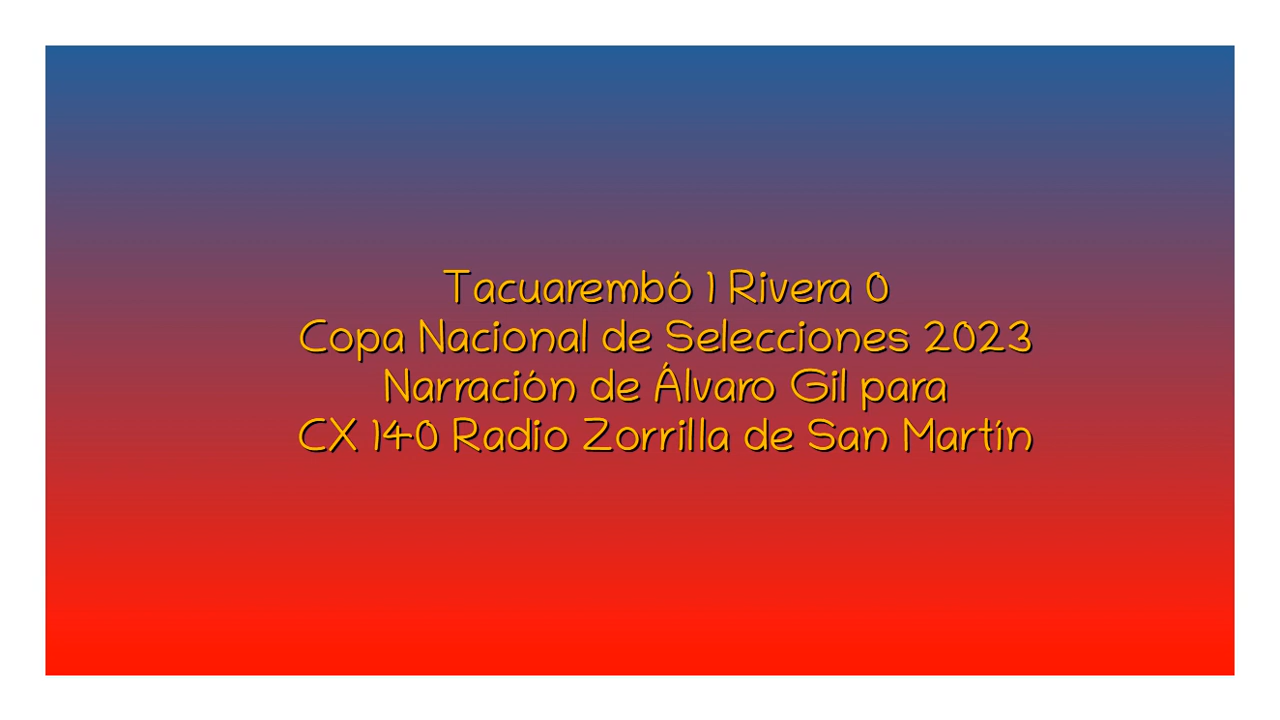 Tacuarembó 1 Rivera 0
Copa Nacional de Selecciones 2023
Narración de Álvaro Gil para
CX 140 Radio Zorrilla de San Martín